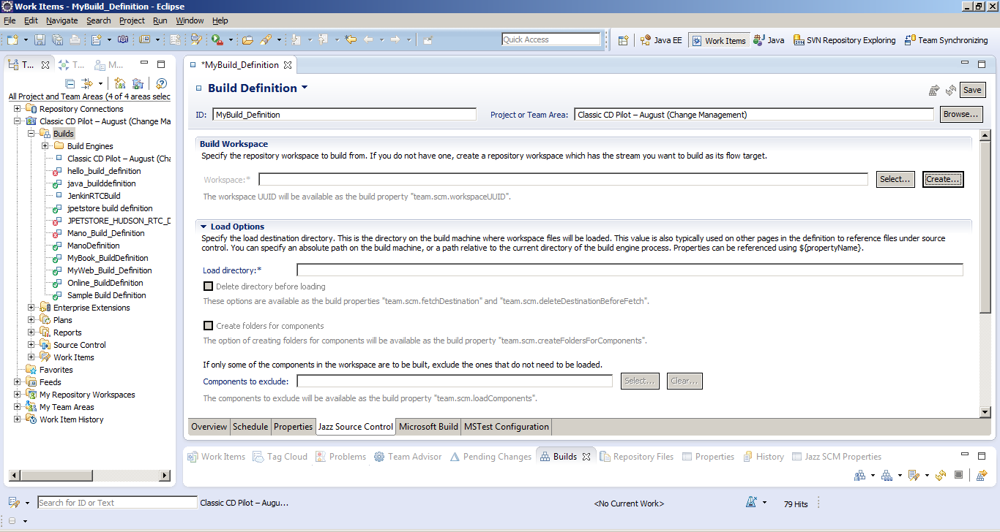 Work Items - MyBuild_Definition - Eclipse
File Edit Navigate Search Project Run Window Help
Quick Access
Java EE Work Items Java SVN Repository Exploring Team Synchronizing
T... T... M...
All Project and Team Areas (4 of 4 areas selec
Repository Connections
Classic CD Pilot – August (Change Ma
Builds
Build Engines
Classic CD Pilot – August (Cha
hello_build_definition
java_builddefinition
JenkinRTCBuild
jpetstore build definition
JPETSTORE_HUDSON_RTC_D
Mano_Build_Definition
ManoDefinition
MyBook_BuildDefinition
MyWeb_Build_Definition
Online_BuildDefinition
Sample Build Definition
Enterprise Extensions
Plans
Reports
Source Control
Work Items
Favorites
Feeds
My Repository Workspaces
My Team Areas
Work Item History
*MyBuild_Definition
Build Definition
Save
ID: MyBuild_Definition Project or Team Area: Classic CD Pilot – August (Change Management) Browse...
Build Workspace
Specify the repository workspace to build from. If you do not have one, create a repository workspace which has the stream you want to build as its flow target.
Workspace:* Select... Create...
The workspace UUID will be available as the build property "team.scm.workspaceUUID".
Load Options
Specify the load destination directory. This is the directory on the build machine where workspace files will be loaded. This value is also typically used on other pages in the definition to reference files under source
control. You can specify an absolute path on the build machine, or a path relative to the current directory of the build engine process. Properties can be referenced using ${propertyName}.
Load directory:*
Delete directory before loading
These options are available as the build properties "team.scm.fetchDestination" and "team.scm.deleteDestinationBeforeFetch".
Create folders for components
The option of creating folders for components will be available as the build property "team.scm.createFoldersForComponents".
If only some of the components in the workspace are to be built, exclude the ones that do not need to be loaded.
Components to exclude: Select... Clear...
The components to exclude will be available as the build property "team.scm.loadComponents".
Overview Schedule Properties Jazz Source Control Microsoft Build MSTest Configuration
Work Items Tag Cloud Problems Team Advisor Pending Changes Builds Repository Files Properties History Jazz SCM Properties
Search for ID or Text Classic CD Pilot – Augu... <No Current Work> 79 Hits